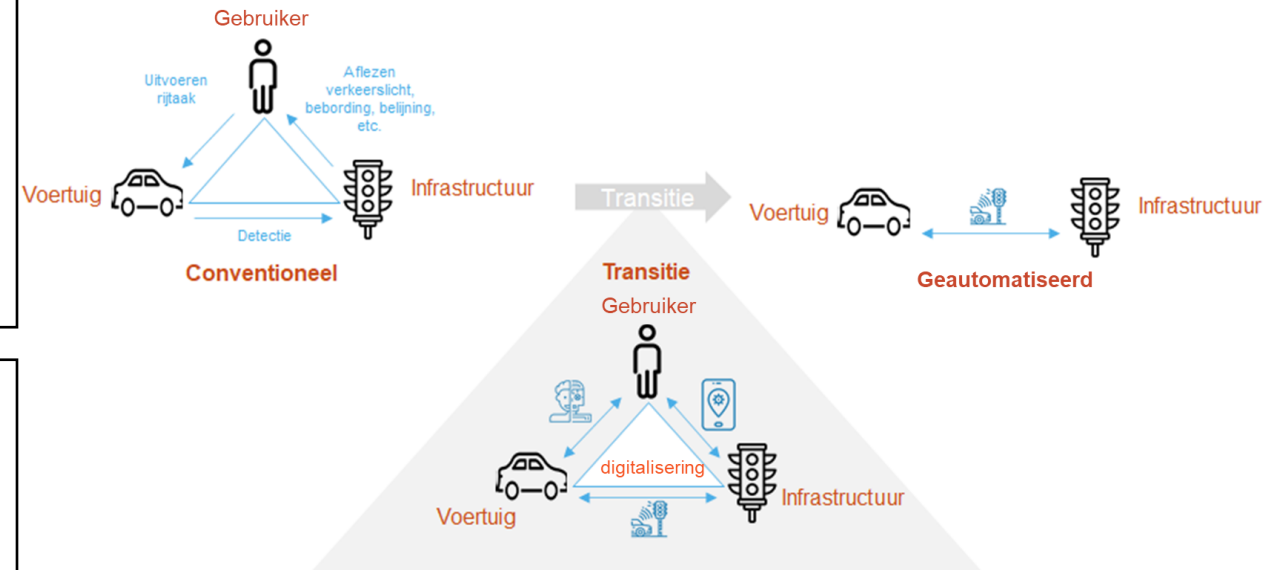 Gebruiker
Uitvoeren
rijtaak
Aflezen
verkeerslicht,
bebording, belijning,
etc.
Voertuig
Infrastructuur
Detectie
Conventioneel
Transitie
Voertuig
Infrastructuur
Geautomatiseerd
Transitie
Gebruiker
digitalisering
Voertuig
Infrastructuur